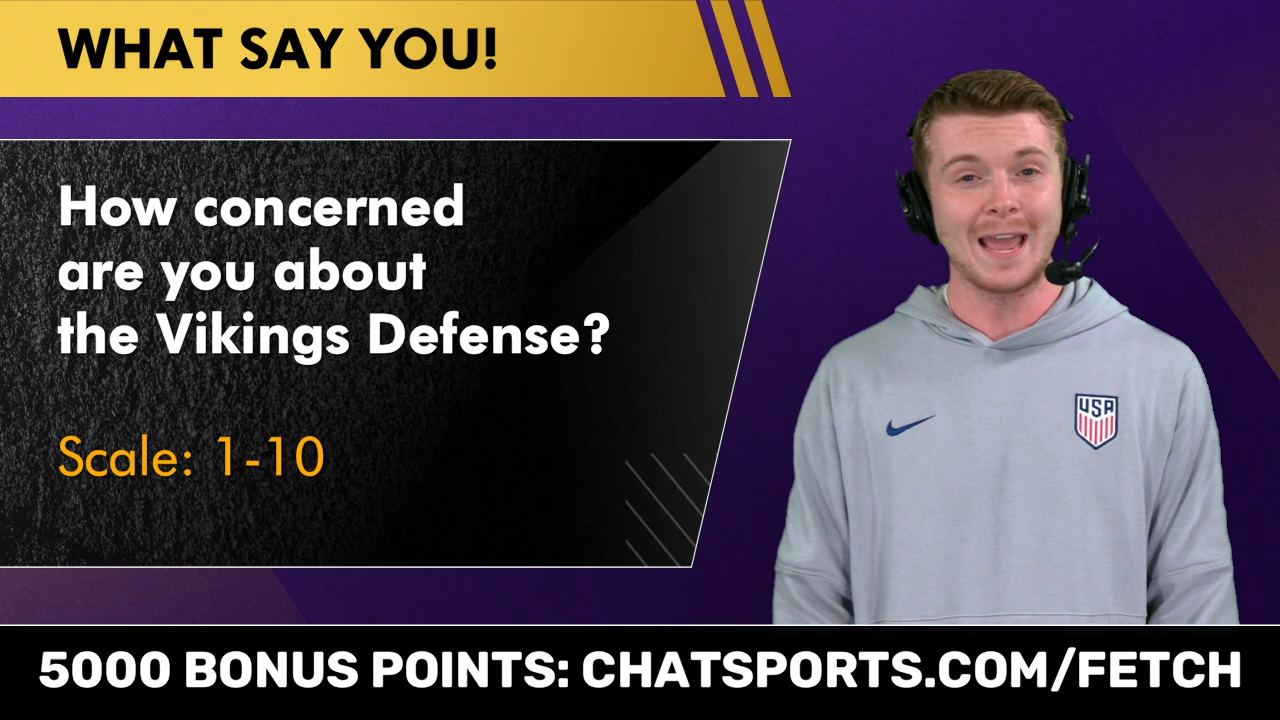 WHAT SAY YOU!
How concerned
are you about
the Vikings Defense?
Scale: 1-10
USA
5000 BONUS POINTS: CHATSPORTS.COM/FETCH